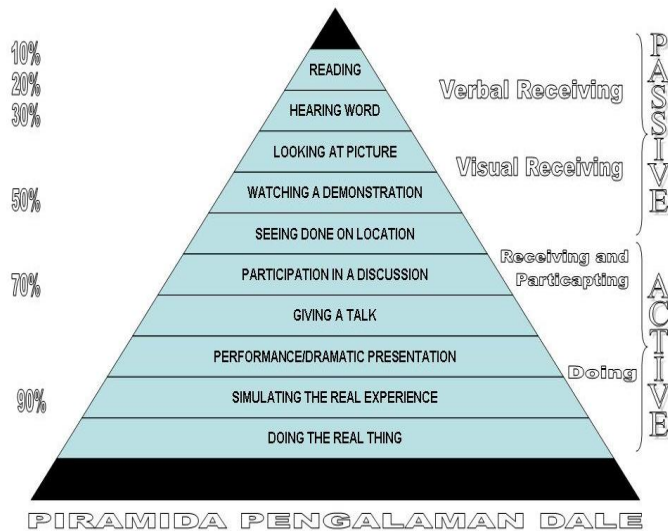 10%
READING
20%
30%
HEARING WORD
Verbal Receiving
LOOKING AT PICTURE
Visual Receiving
PASSIVE
50%
WATCHING A DEMONSTRATION
SEEING DONE ON LOCATION
70%
PARTICIPATION IN A DISCUSSION
Receiving and
Particapting
GIVING A TALK
PERFORMANCE/DRAMATIC PRESENTATION
Doing
ACTIVE
90%
SIMULATING THE REAL EXPERIENCE
DOING THE REAL THING
PIRAMIDA PENGALAMAN DALE